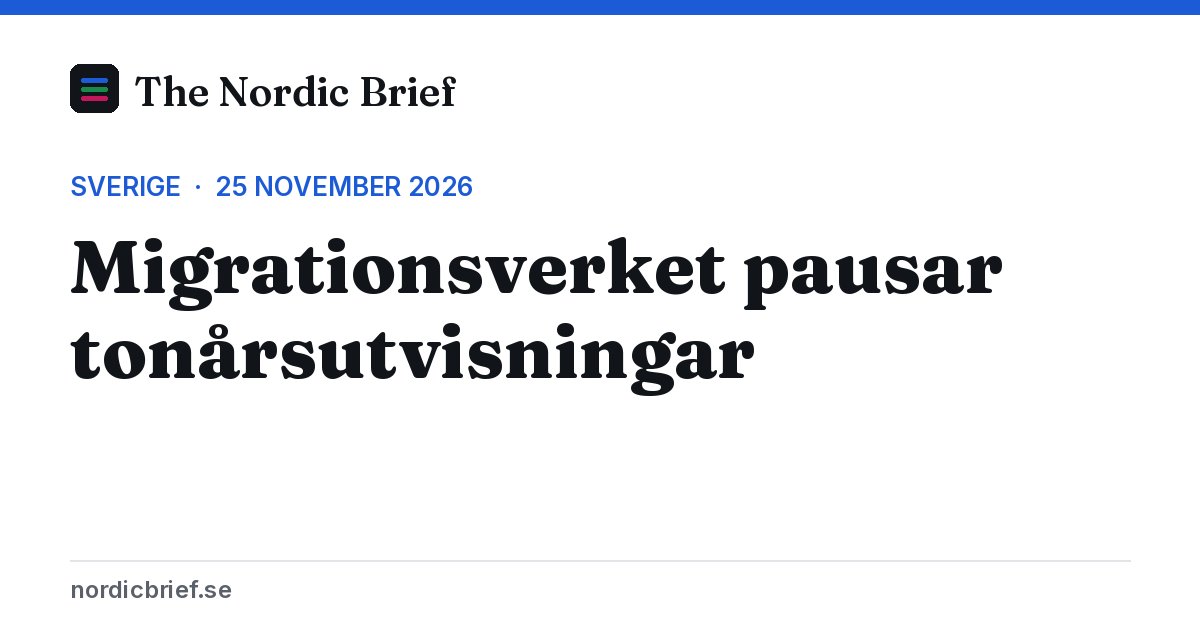 The Nordic Brief
SVERIGE · 25 NOVEMBER 2026
Migrationsverket pausar
tonårsutvisningar
nordicbrief.se